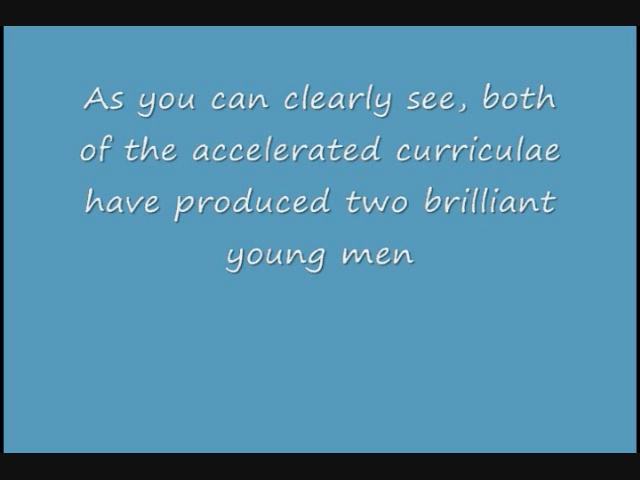 As you can clearly see, both
of the accelerated curriculae
have produced two brilliant
young men